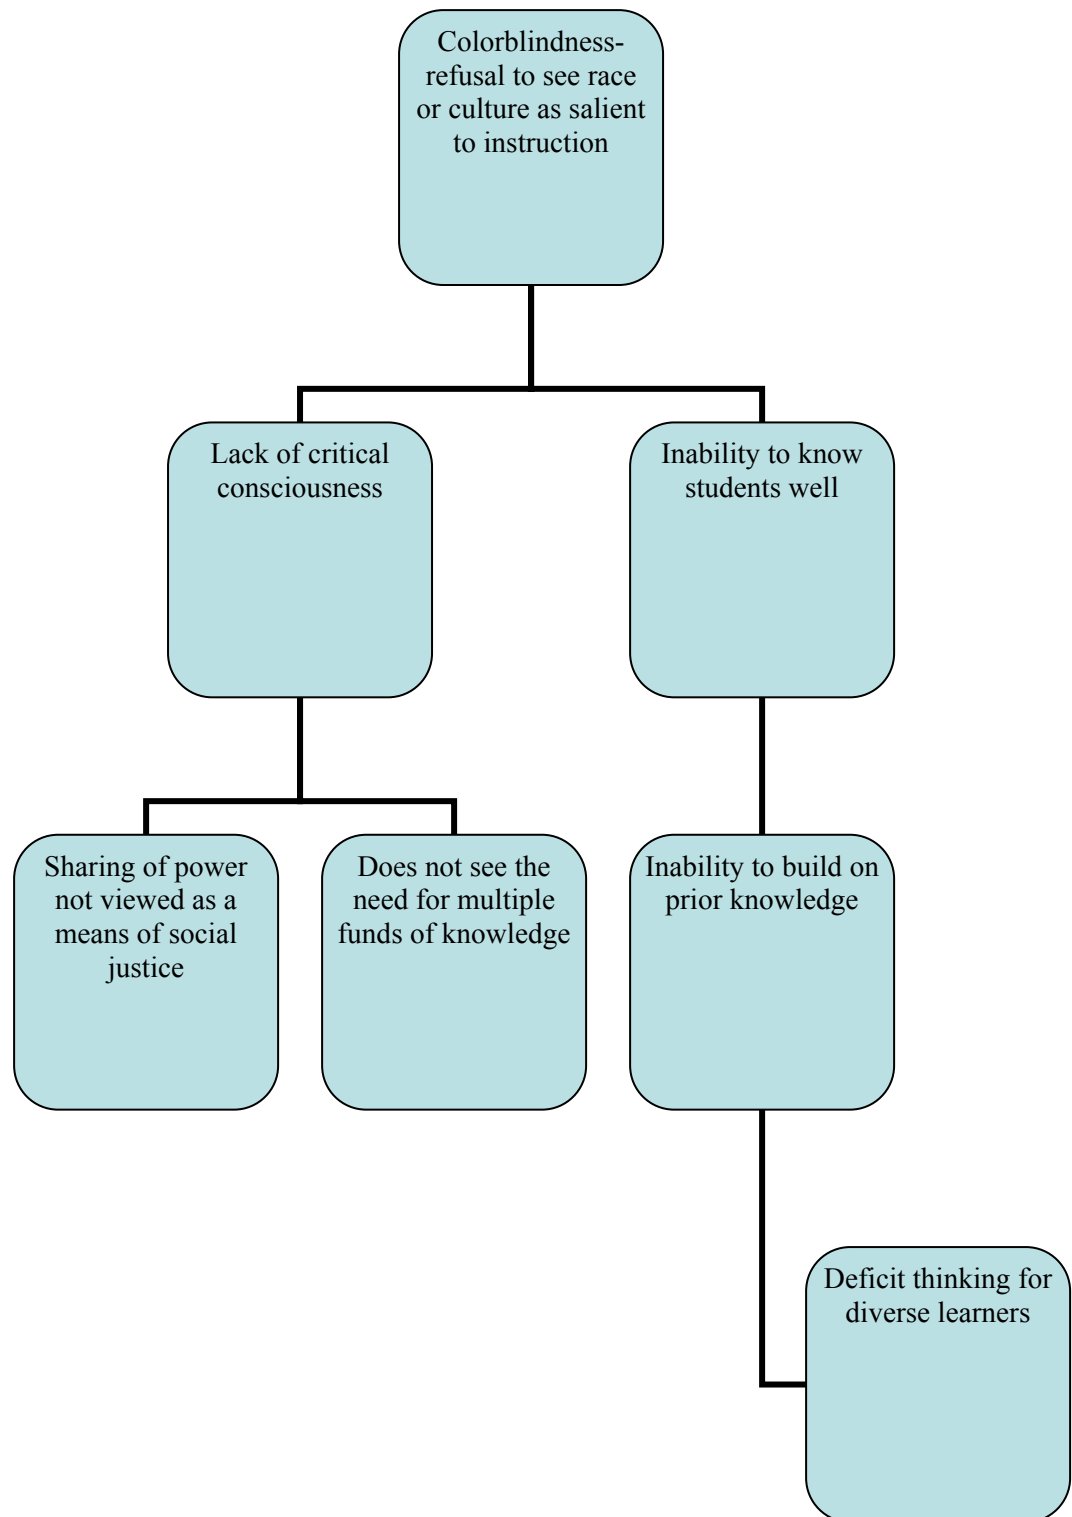 Colorblindness-
refusal to see race
or culture as salient
to instruction
Lack of critical
consciousness
Inability to know
students well
Sharing of power
not viewed as a
means of social
justice
Does not see the
need for multiple
funds of knowledge
Inability to build on
prior knowledge
Deficit thinking for
diverse learners